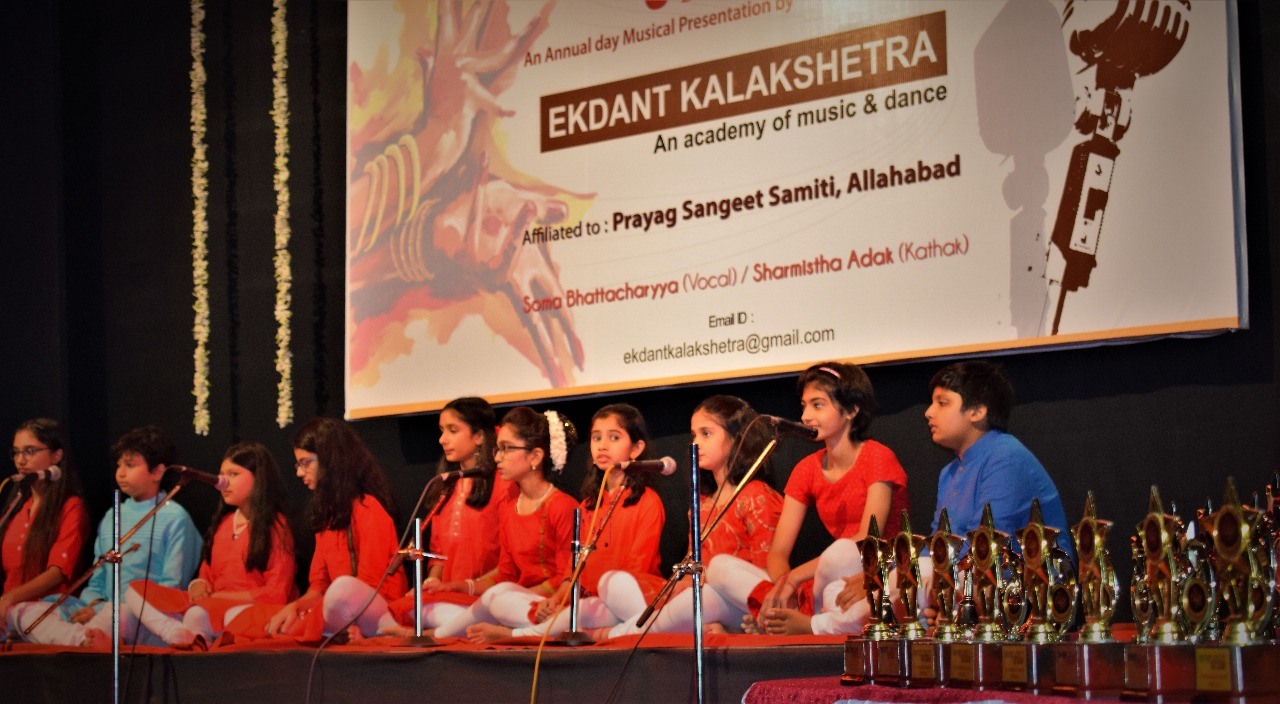 An Annual day Musical Presentation by
EKDANT KALAKSHETRA
An academy of music & dance
Affiliated to : Prayag Sangeet Samiti, Allahabad
Soma Bhattacharyya (Vocal) / Sharmistha Adak (Kathak)
Email ID :
ekdantkalakshetra@gmail.com